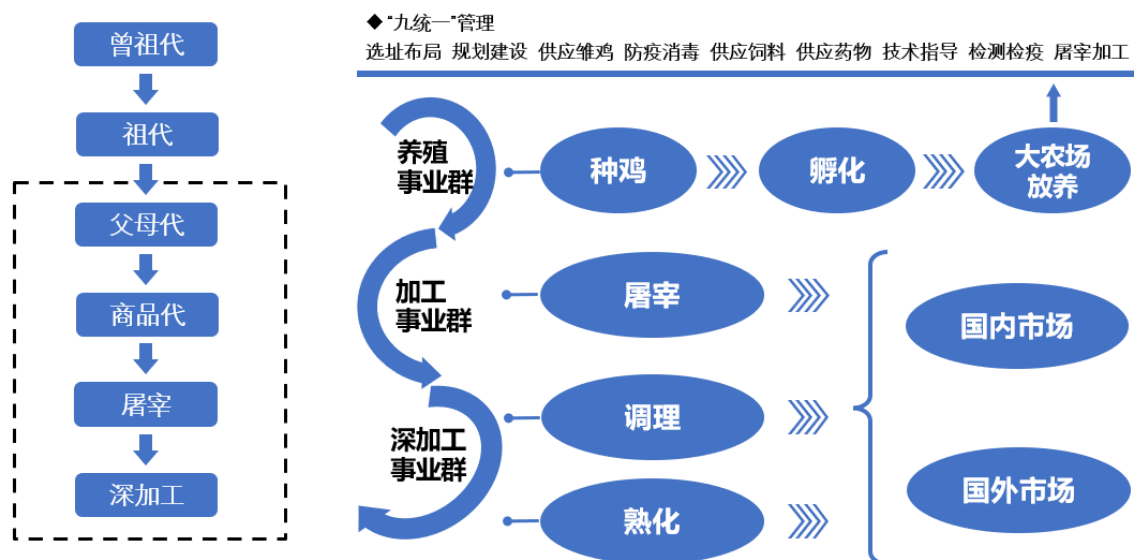 曾祖代
祖代
父母代
商品代
屠宰
深加工
◆“九统一”管理
选址布局 规划建设 供应雏鸡 防疫消毒 供应饲料 供应药物 技术指导 检测检疫 屠宰加工
养殖
事业群
种鸡
孵化
大农场
放养
加工
事业群
屠宰
国内市场
深加工
事业群
调理
熟化
国外市场